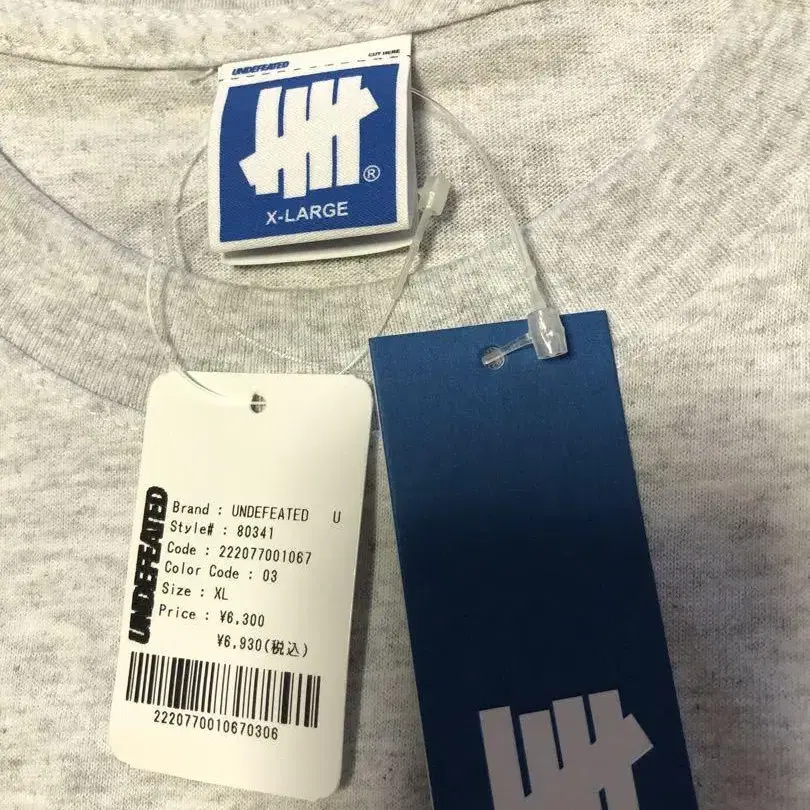 UNDEFEATED
CUT HERE
®
X-LARGE
UNDEFEATED
Brand : UNDEFEATED U
Style# : 80341
Code : 222077001067
Color Code : 03
Size : XL
Price : ¥6,300
¥6,930(税込)
2220770010670306